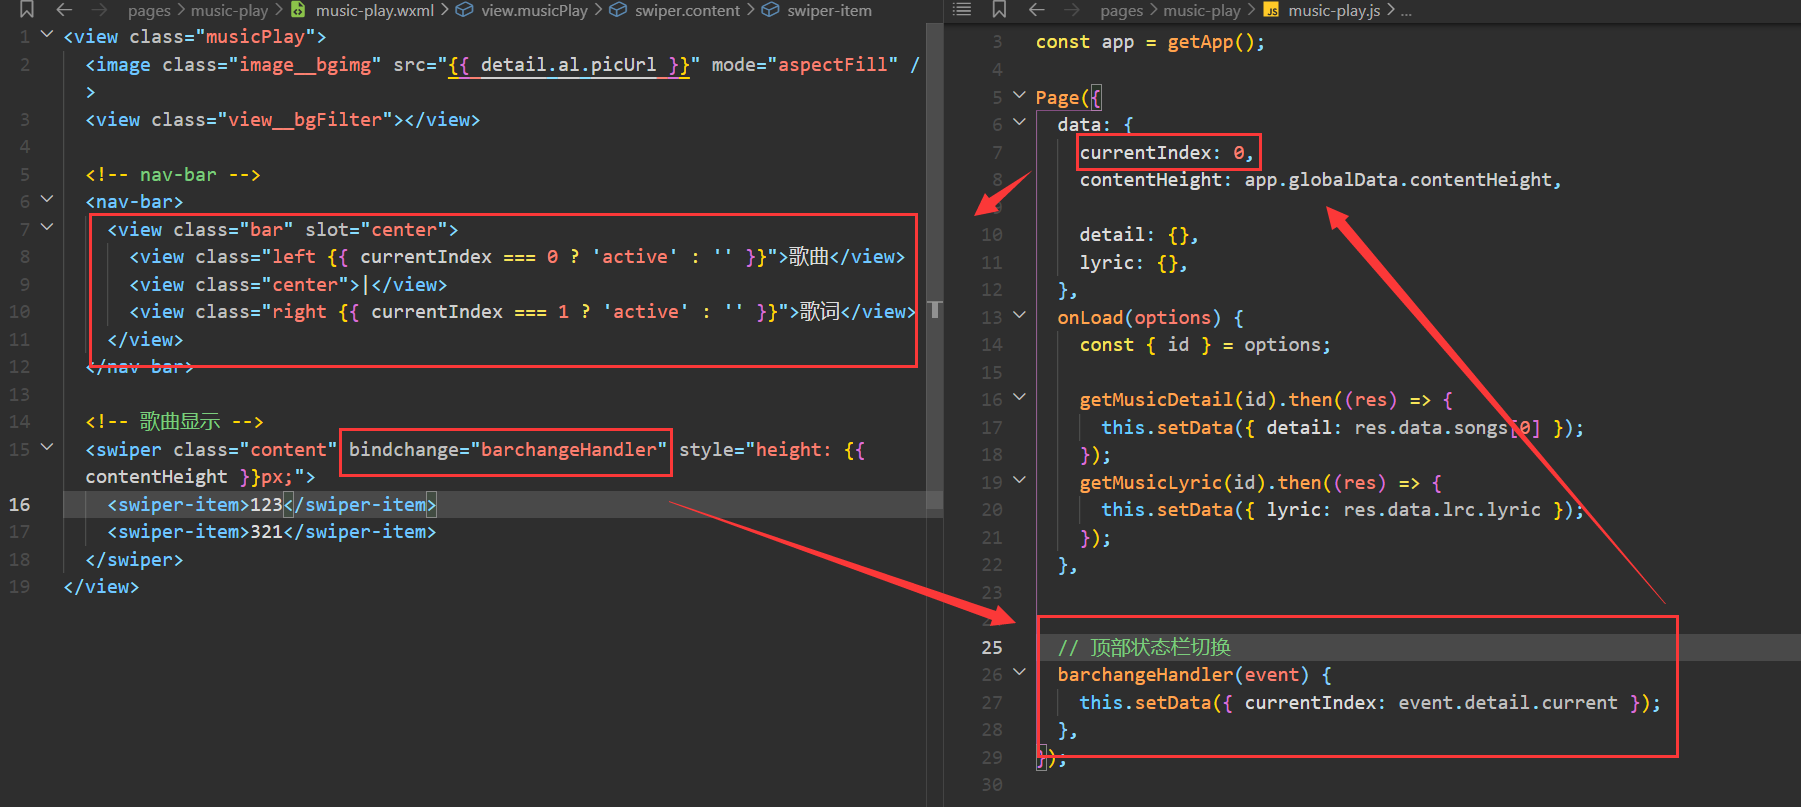 pages > music-play > music-play.wxml > view.musicPlay > swiper.content > swiper-item
1 <view class="musicPlay">
2 <image class="image__bgimg" src="{{ detail.al.picUrl }}" mode="aspectFill" /
>
3 <view class="view__bgFilter"></view>
4
5 <!-- nav-bar -->
6 <nav-bar>
7 <view class="bar" slot="center">
8 <view class="left {{ currentIndex === 0 ? 'active' : '' }}">歌曲</view>
9 <view class="center">|</view>
10 <view class="right {{ currentIndex === 1 ? 'active' : '' }}">歌词</view>
11 </view>
12 </nav-bar>
13
14 <!-- 歌曲显示 -->
15 <swiper class="content" bindchange="barchangeHandler" style="height: {{
contentHeight }}px;">
16 <swiper-item>123</swiper-item>
17 <swiper-item>321</swiper-item>
18 </swiper>
19 </view>
pages > music-play > JS music-play.js > ...
3 const app = getApp();
4
5 Page({
6 data: {
7 currentIndex: 0,
8 contentHeight: app.globalData.contentHeight,
9
10 detail: {},
11 lyric: {},
12 },
13 onLoad(options) {
14 const { id } = options;
15
16 getMusicDetail(id).then((res) => {
17 this.setData({ detail: res.data.songs[0] });
18 });
19 getMusicLyric(id).then((res) => {
20 this.setData({ lyric: res.data.lrc.lyric });
21 });
22 },
23
25 // 顶部状态栏切换
26 barchangeHandler(event) {
27 this.setData({ currentIndex: event.detail.current });
28 },
29 });
30